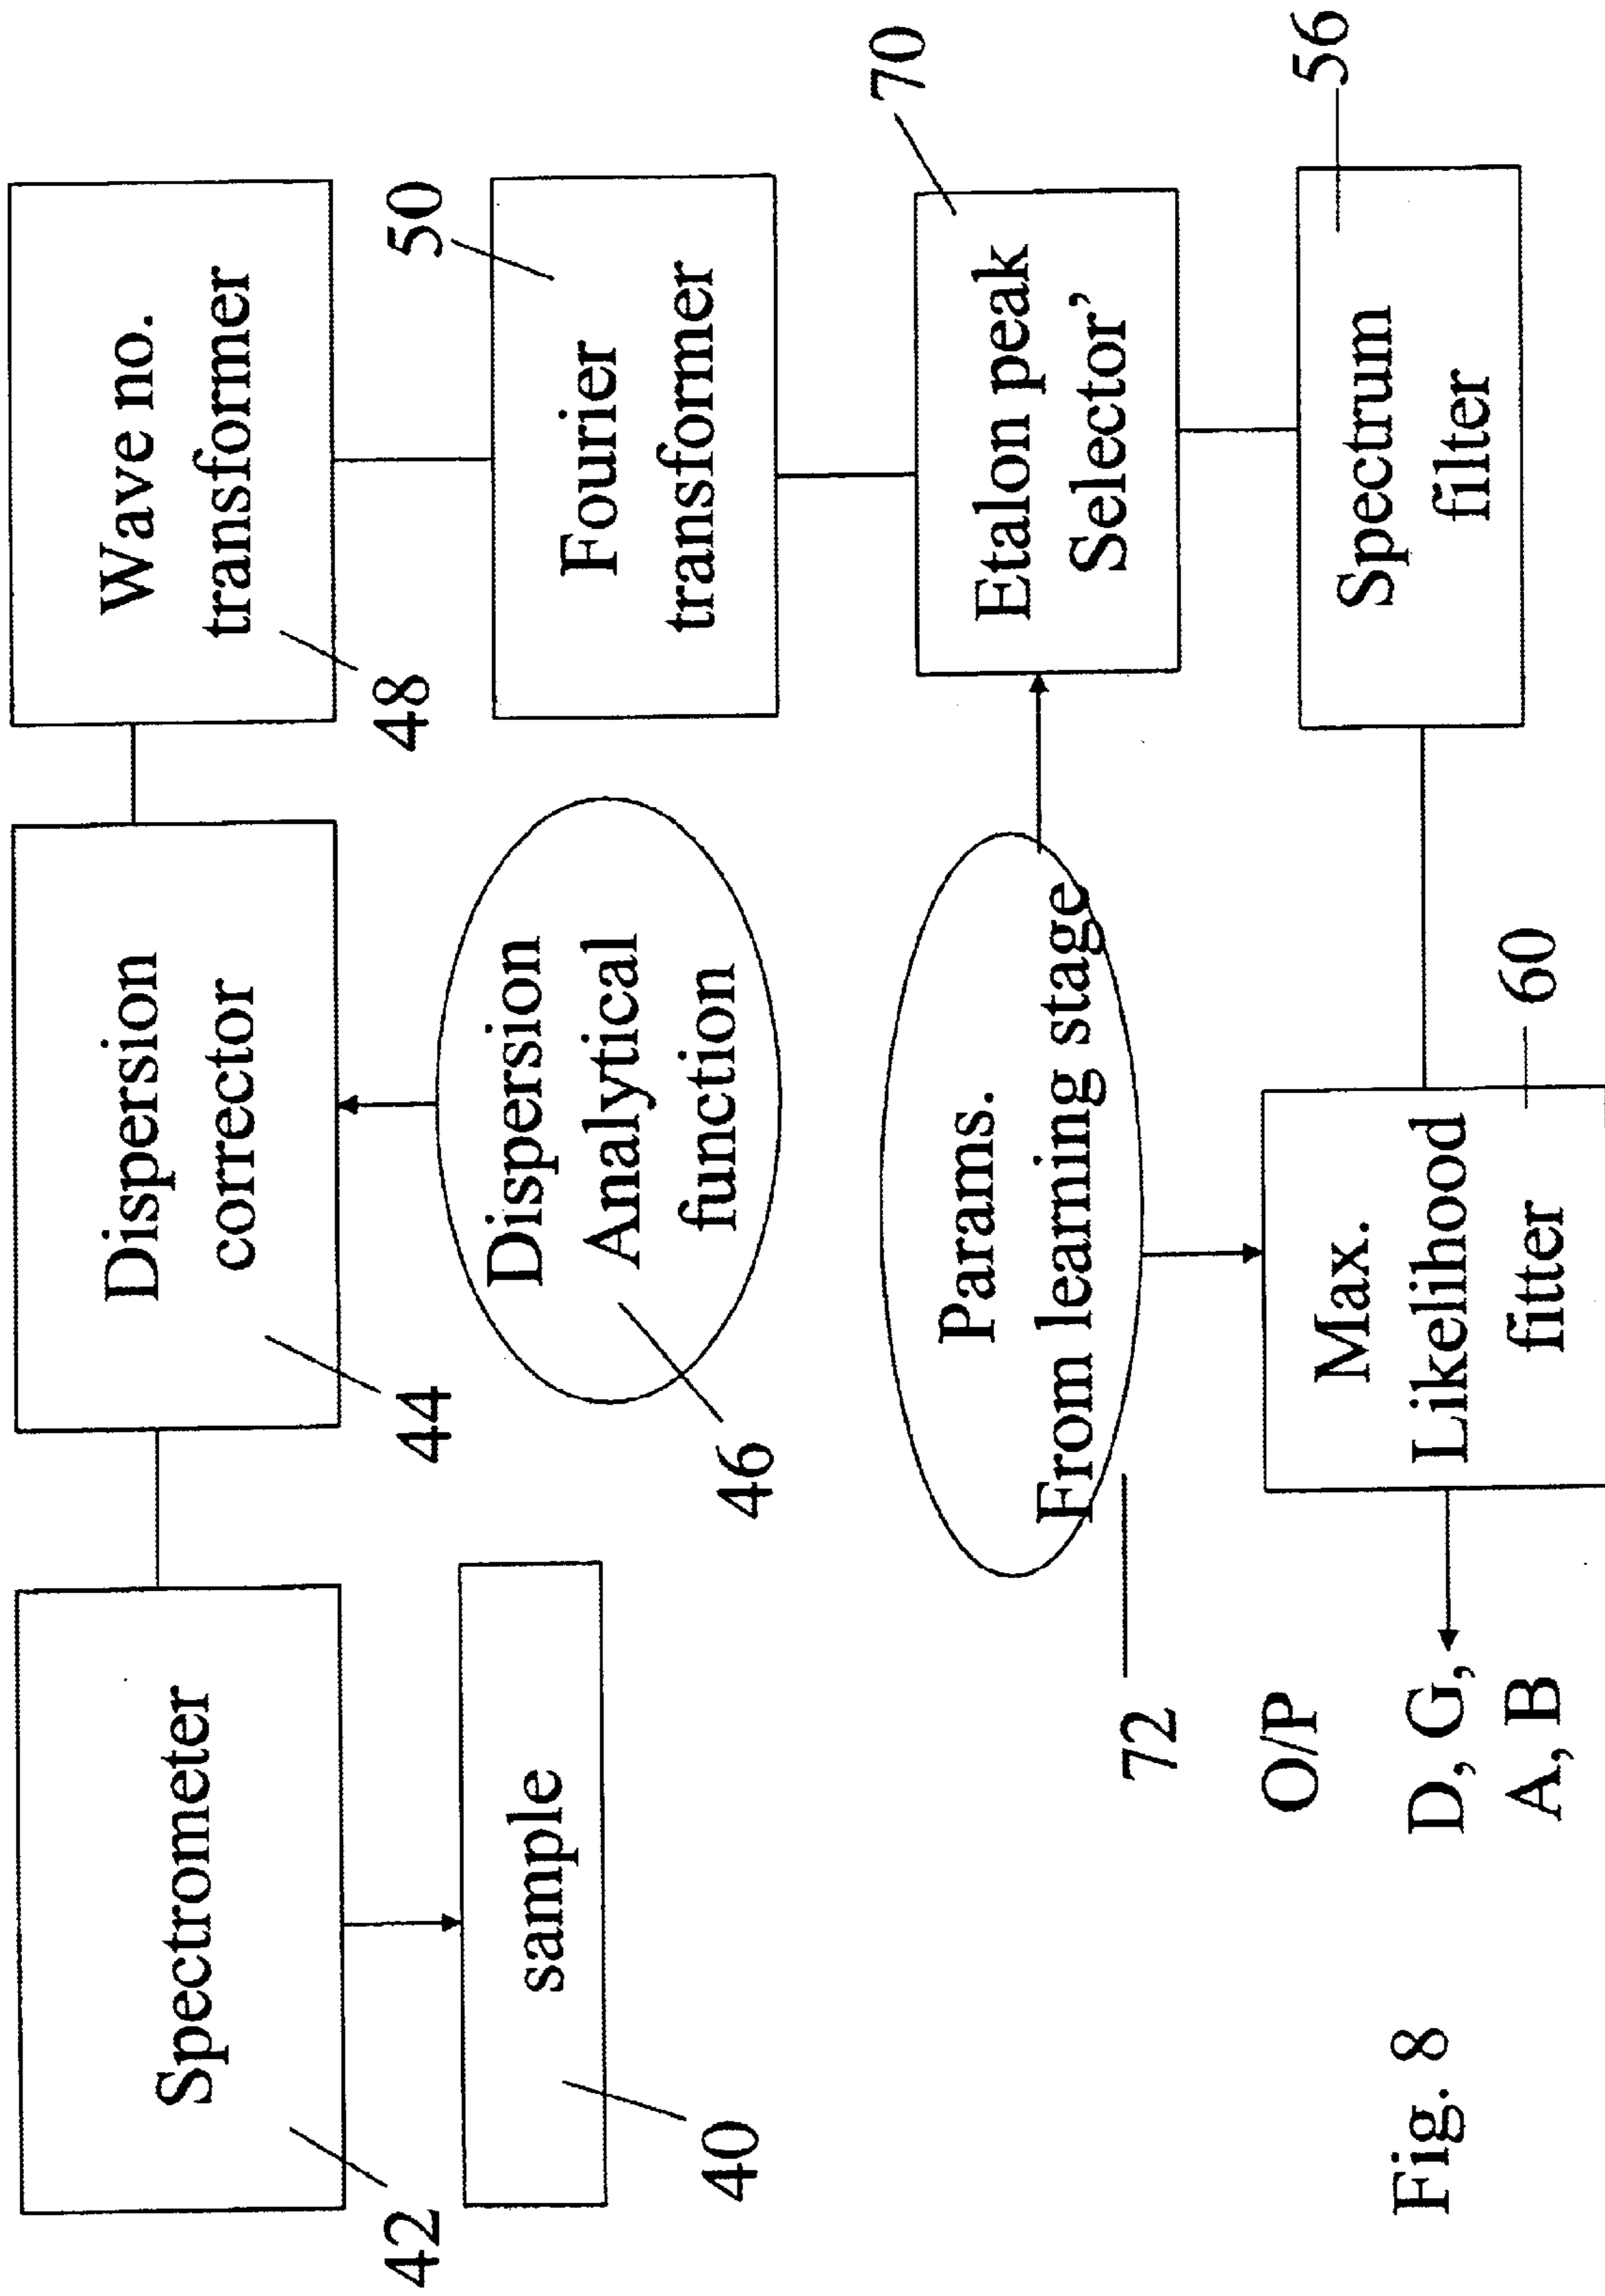 Spectrometer
42
sample
40
Dispersion
corrector
44
Dispersion
Analytical
function
46
Wave no.
transformer
48
Fourier
transformer
50
Etalon peak
Selector’
70
Params.
From learning stage
72
Spectrum
filter
56
Max.
Likelihood
fitter
60
O/P
D, G,
A, B
Fig. 8